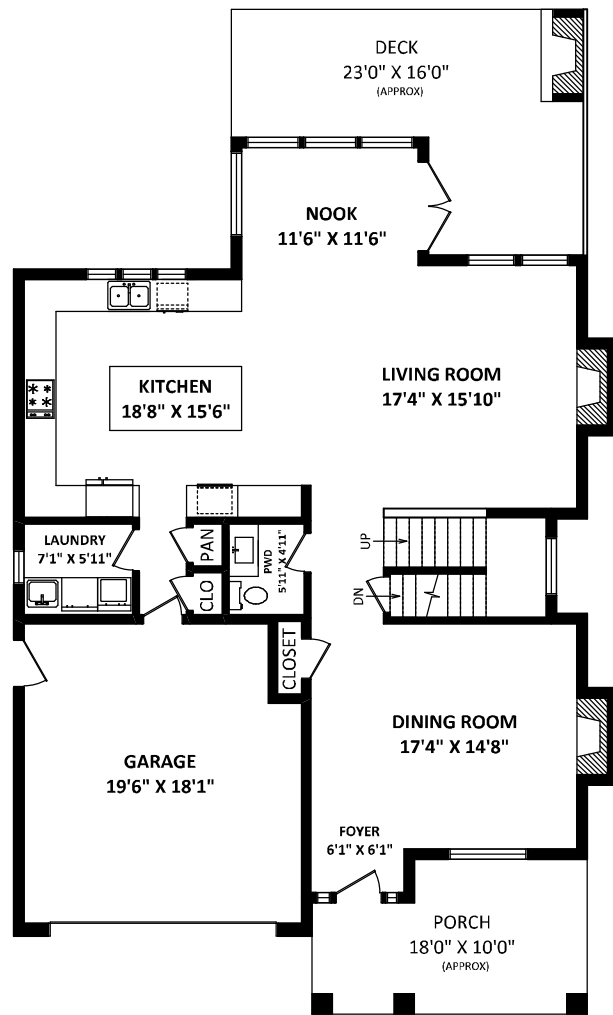 DECK
23'0" X 16'0"
(APPROX)
NOOK
11'6" X 11'6"
KITCHEN
18'8" X 15'6"
LIVING ROOM
17'4" X 15'10"
LAUNDRY
7'1" X 5'11"
PAN
CLO
PWD
5'11" X 4'11"
UP
DN
CLOSET
DINING ROOM
17'4" X 14'8"
GARAGE
19'6" X 18'1"
FOYER
6'1" X 6'1"
PORCH
18'0" X 10'0"
(APPROX)